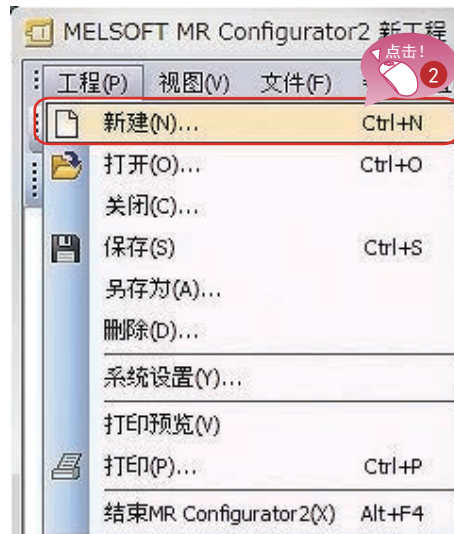 MELSOFT MR Configurator2 新工程
点击!
2
工程(P) 视图(V) 文件(F)
新建(N)... Ctrl+N
打开(O)... Ctrl+O
关闭(C)...
保存(S) Ctrl+S
另存为(A)...
删除(D)...
系统设置(Y)...
打印预览(V)
打印(P)... Ctrl+P
结束MR Configurator2(X) Alt+F4